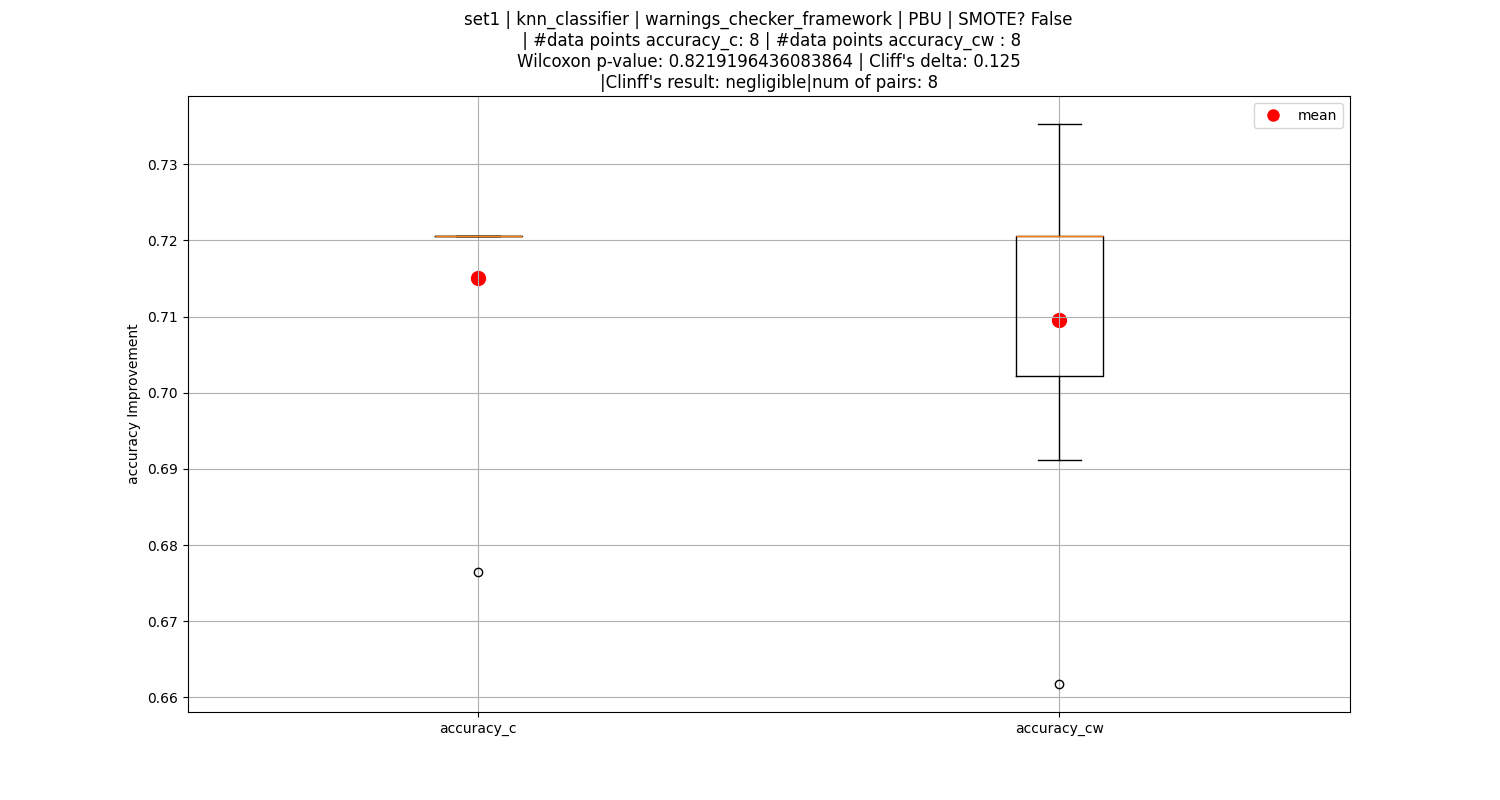 set1 | knn_classifier | warnings_checker_framework | PBU | SMOTE? False
| #data points accuracy_c: 8 | #data points accuracy_cw : 8
Wilcoxon p-value: 0.8219196436083864 | Cliff's delta: 0.125
|Clinff's result: negligible|num of pairs: 8
mean
0.73
0.72
0.71
0.70
0.69
0.68
0.67
0.66
accuracy Improvement
accuracy_c
accuracy_cw